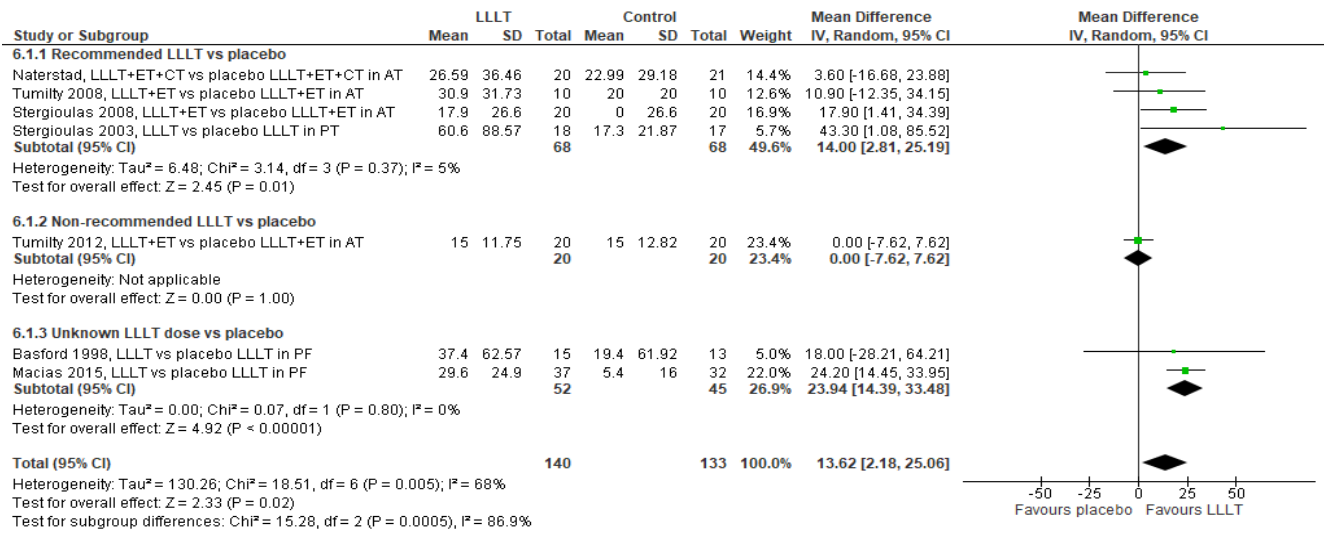 LLLT Control Mean Difference Mean Difference
Study or Subgroup Mean SD Total Mean SD Total Weight IV, Random, 95% CI IV, Random, 95% CI
6.1.1 Recommended LLLT vs placebo
Naterstad, LLLT+ET+CT vs placebo LLLT+ET+CT in AT 26.59 36.46 20 22.99 29.18 21 14.4% 3.60 [-16.68, 23.88]
Tumilty 2008, LLLT+ET vs placebo LLLT+ET in AT 30.9 31.73 10 20 20 10 12.6% 10.90 [-12.35, 34.15]
Stergioulas 2008, LLLT+ET vs placebo LLLT+ET in AT 17.9 26.6 20 0 26.6 20 16.9% 17.90 [1.41, 34.39]
Stergioulas 2003, LLLT vs placebo LLLT in PT 60.6 88.57 18 17.3 21.87 17 5.7% 43.30 [1.08, 85.52]
Subtotal (95% CI) 68 68 49.6% 14.00 [2.81, 25.19]
Heterogeneity: Tau² = 6.48; Chi² = 3.14, df = 3 (P = 0.37); I² = 5%
Test for overall effect: Z = 2.45 (P = 0.01)
6.1.2 Non-recommended LLLT vs placebo
Tumilty 2012, LLLT+ET vs placebo LLLT+ET in AT 15 11.75 20 15 12.82 20 23.4% 0.00 [-7.62, 7.62]
Subtotal (95% CI) 20 20 23.4% 0.00 [-7.62, 7.62]
Heterogeneity: Not applicable
Test for overall effect: Z = 0.00 (P = 1.00)
6.1.3 Unknown LLLT dose vs placebo
Basford 1998, LLLT vs placebo LLLT in PF 37.4 62.57 15 19.4 61.92 13 5.0% 18.00 [-28.21, 64.21]
Macias 2015, LLLT vs placebo LLLT in PF 29.6 24.9 37 5.4 16 32 22.0% 24.20 [14.45, 33.95]
Subtotal (95% CI) 52 45 26.9% 23.94 [14.39, 33.48]
Heterogeneity: Tau² = 0.00; Chi² = 0.07, df = 1 (P = 0.80); I² = 0%
Test for overall effect: Z = 4.92 (P < 0.00001)
Total (95% CI) 140 133 100.0% 13.62 [2.18, 25.06]
Heterogeneity: Tau² = 130.26; Chi² = 18.51, df = 6 (P = 0.005); I² = 68%
Test for overall effect: Z = 2.33 (P = 0.02)
Test for subgroup differences: Chi² = 15.28, df = 2 (P = 0.0005), I² = 86.9%
-50 -25 0 25 50
Favours placebo Favours LLLT